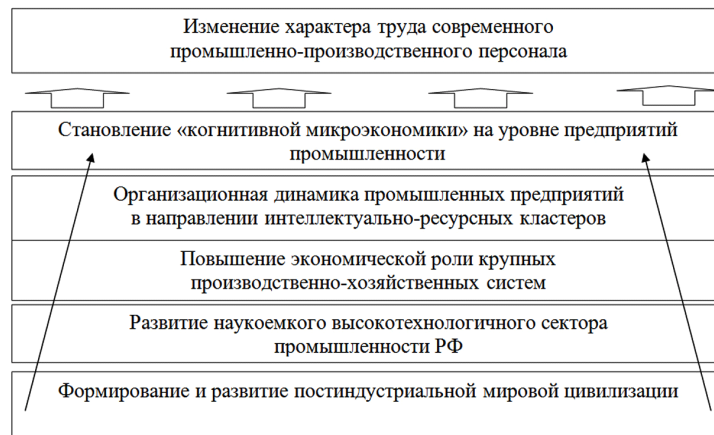 Изменение характера труда современного
промышленно-производственного персонала
Становление «когнитивной микроэкономики» на уровне предприятий
промышленности
Организационная динамика промышленных предприятий
в направлении интеллектуально-ресурсных кластеров
Повышение экономической роли крупных
производственно-хозяйственных систем
Развитие наукоемкого высокотехнологичного сектора
промышленности РФ
Формирование и развитие постиндустриальной мировой цивилизации